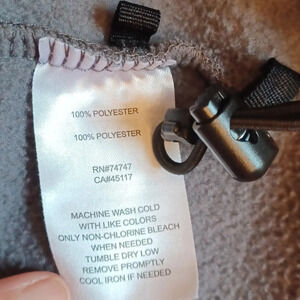 100% POLYESTER
100% POLYESTER
RN#74747
CA#45117
MACHINE WASH COLD
WITH LIKE COLORS
ONLY NON-CHLORINE BLEACH
WHEN NEEDED
TUMBLE DRY LOW
REMOVE PROMPTLY
COOL IRON IF NEEDED